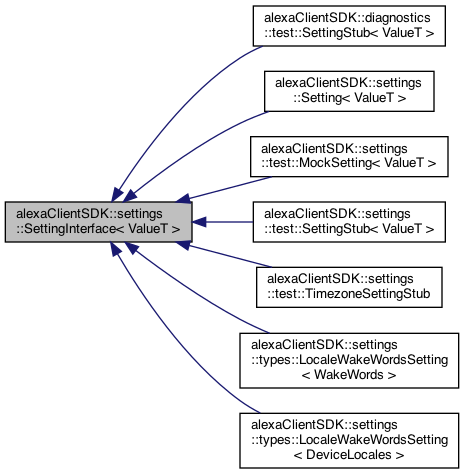 alexaClientSDK::diagnostics
::test::SettingStub< ValueT >
alexaClientSDK::settings
::Setting< ValueT >
alexaClientSDK::settings
::test::MockSetting< ValueT >
alexaClientSDK::settings
::SettingInterface< ValueT >
alexaClientSDK::settings
::test::SettingStub< ValueT >
alexaClientSDK::settings
::test::TimezoneSettingStub
alexaClientSDK::settings
::types::LocaleWakeWordsSetting
< WakeWords >
alexaClientSDK::settings
::types::LocaleWakeWordsSetting
< DeviceLocales >